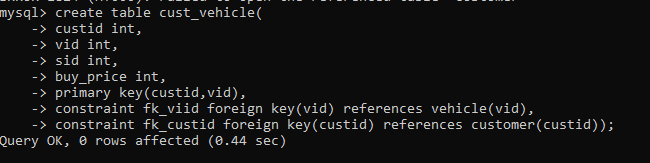 mysql> create table cust_vehicle(
-> custid int,
-> vid int,
-> sid int,
-> buy_price int,
-> primary key(custid,vid),
-> constraint fk_viid foreign key(vid) references vehicle(vid),
-> constraint fk_custid foreign key(custid) references customer(custid));
Query OK, 0 rows affected (0.44 sec)